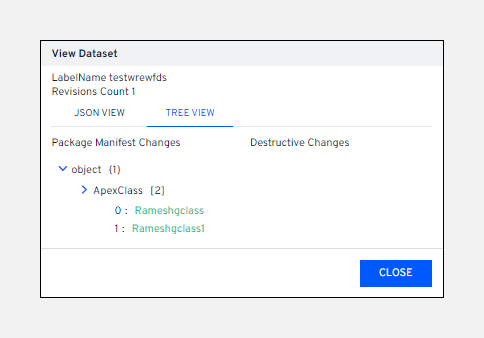 View Dataset
LabelName testwrewfds
Revisions Count 1
JSON VIEW TREE VIEW
Package Manifest Changes Destructive Changes
object {1}
ApexClass [2]
0 : Rameshgclass
1 : Rameshgclass1
CLOSE